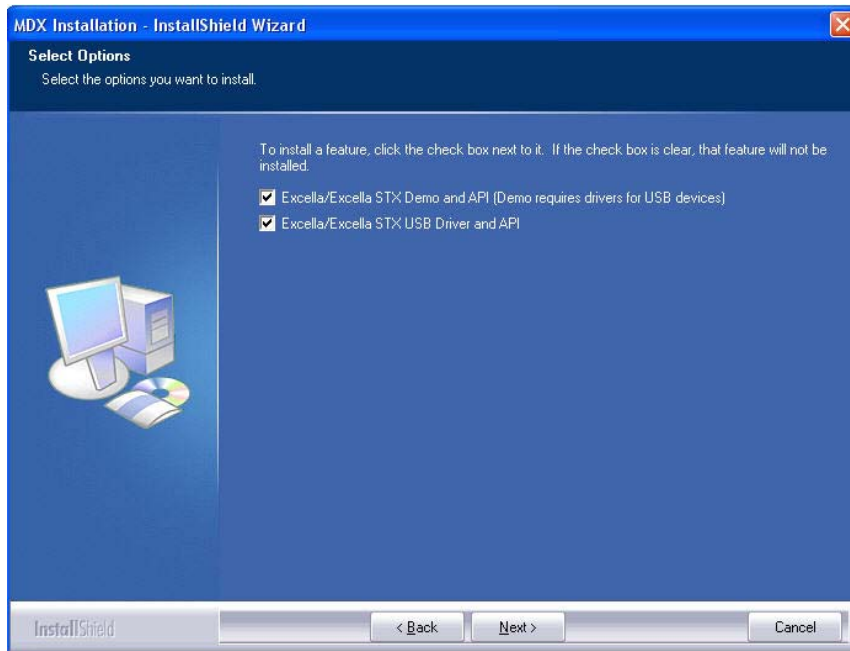 MDX Installation - InstallShield Wizard
Select Options
Select the options you want to install.
To install a feature, click the check box next to it. If the check box is clear, that feature will not be
installed.
Excella/Excella STX Demo and API (Demo requires drivers for USB devices)
Excella/Excella STX USB Driver and API
InstallShield
< Back
Next >
Cancel